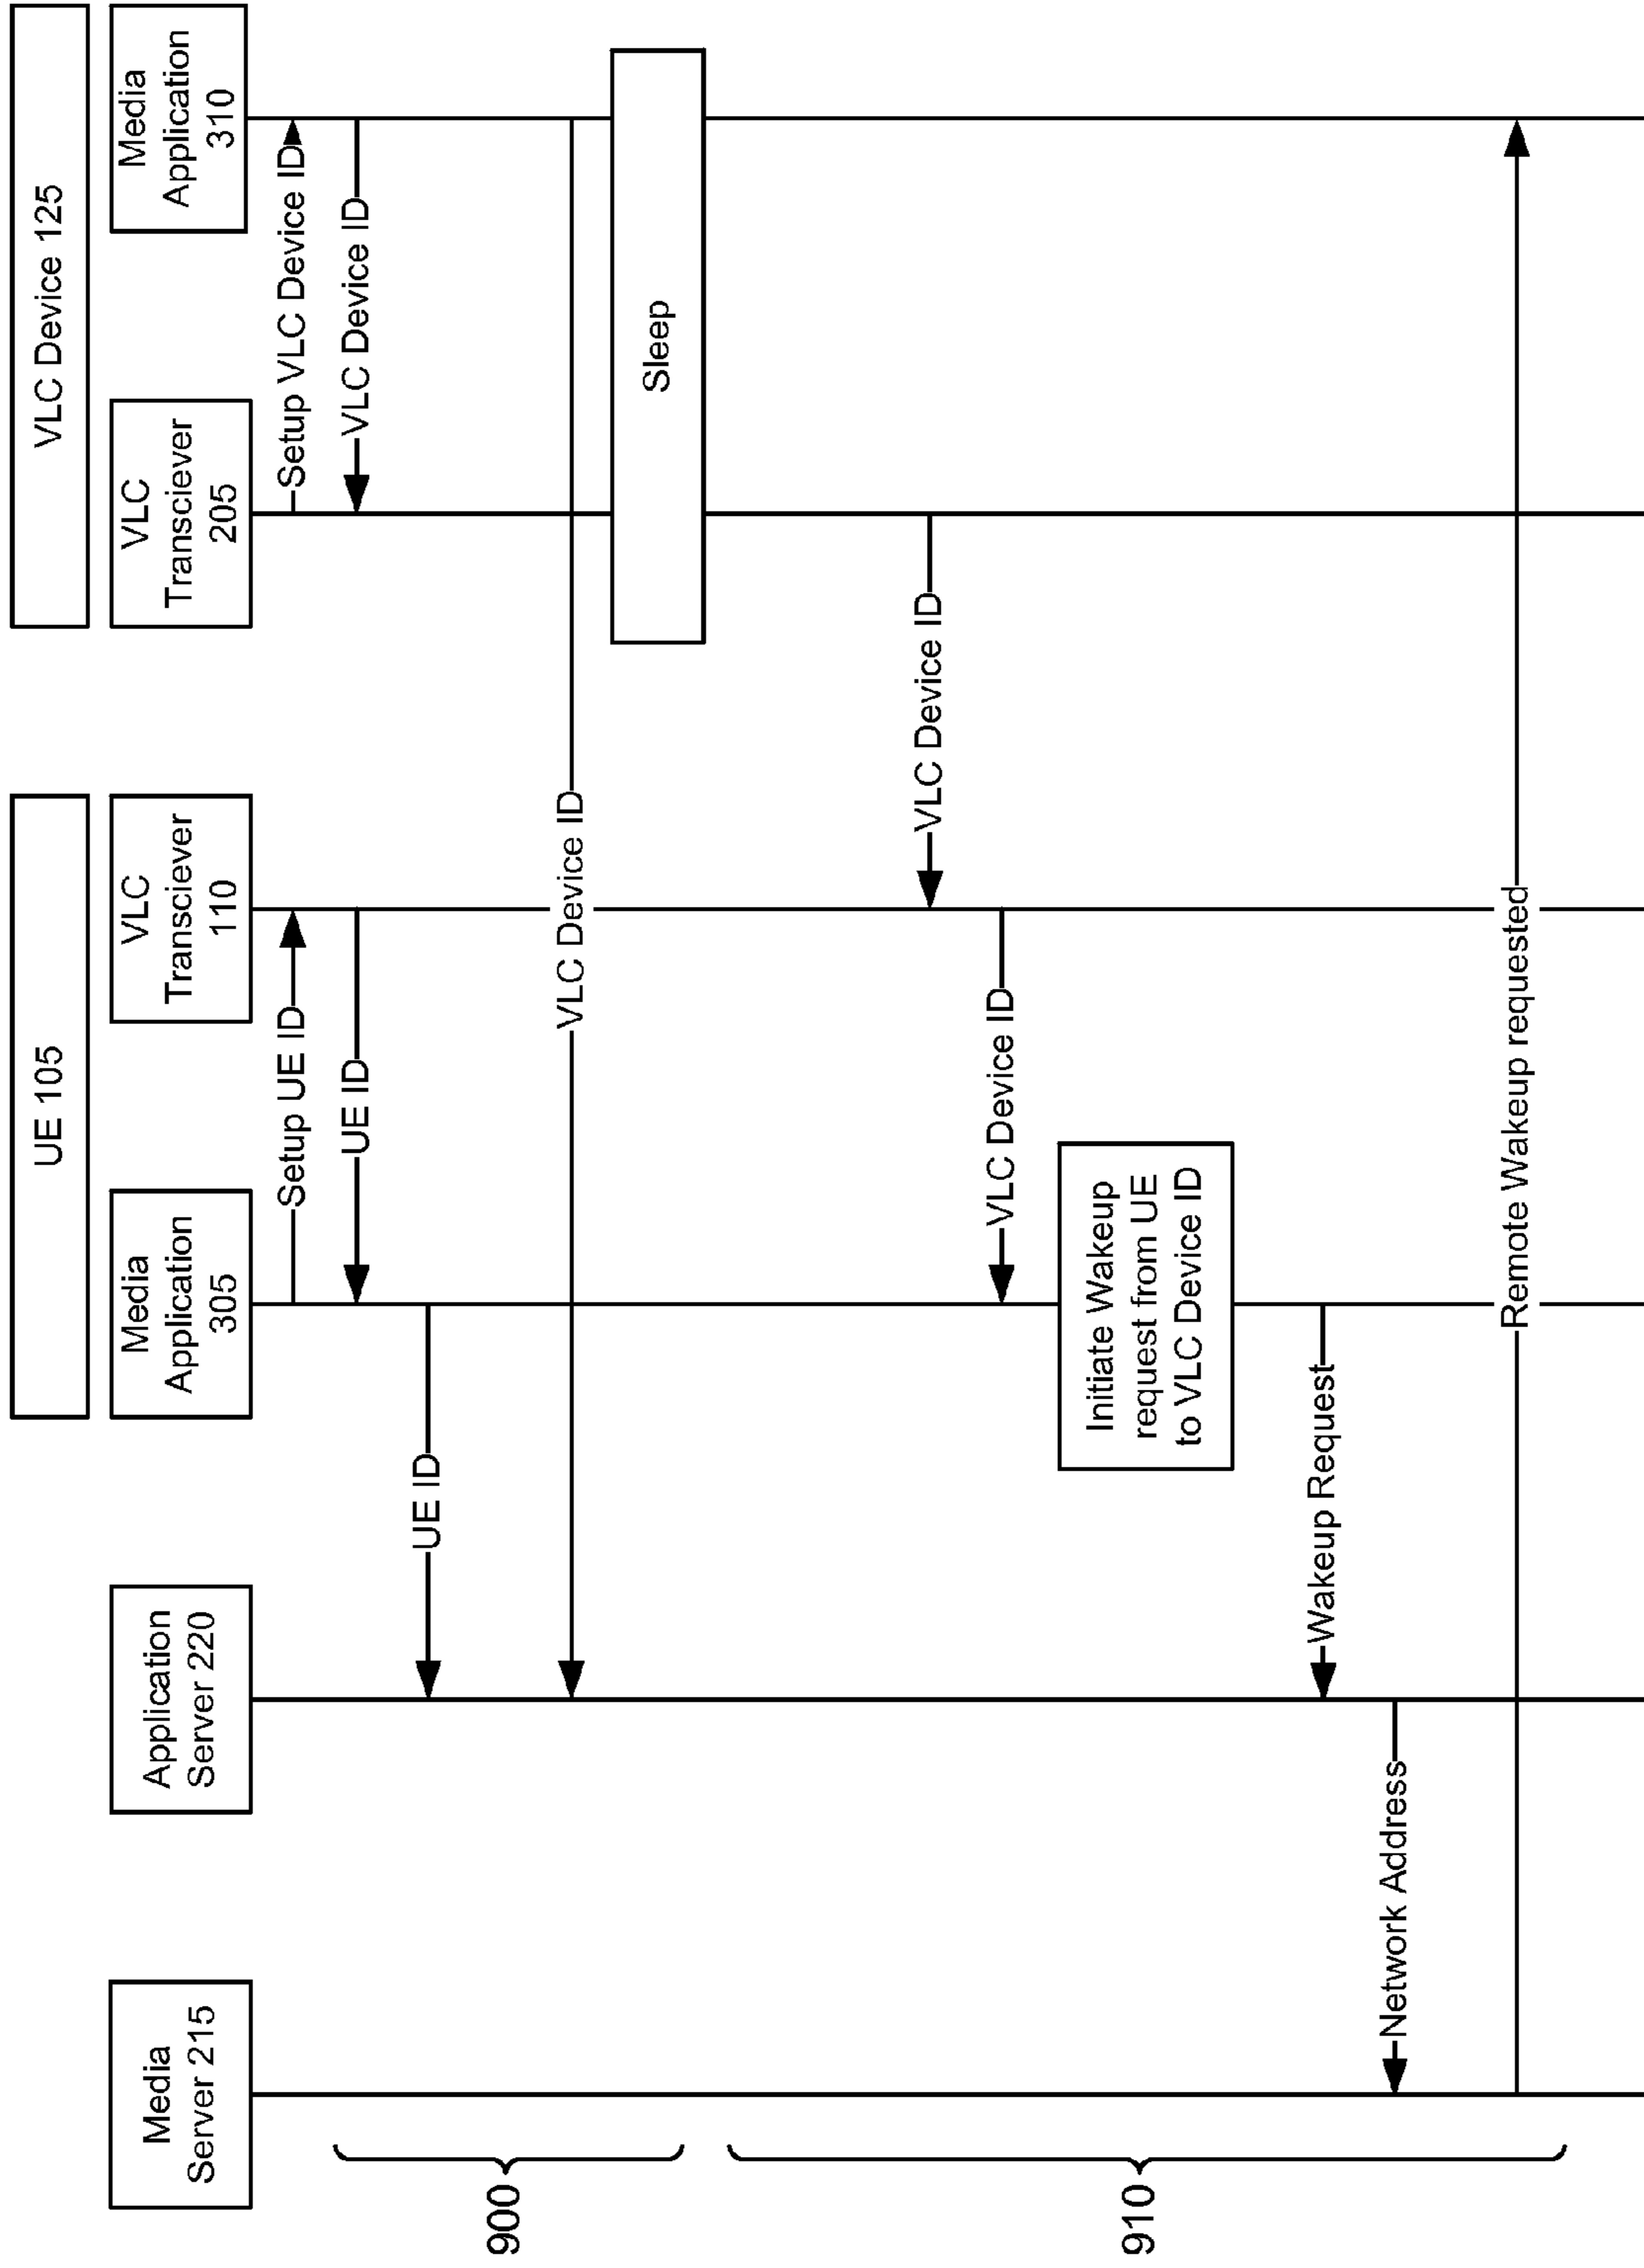 UE 105
VLC Device 125
Media
Server 215
Application
Server 220
Media
Application
305
VLC
Transciever
110
VLC
Transciever
205
Media
Application
310
Setup UE ID
Setup VLC Device ID
UE ID
VLC Device ID
UE ID
VLC Device ID
900
Sleep
VLC Device ID
VLC Device ID
Initiate Wakeup
request from UE
to VLC Device ID
910
Wakeup Request
Network Address
Remote Wakeup requested